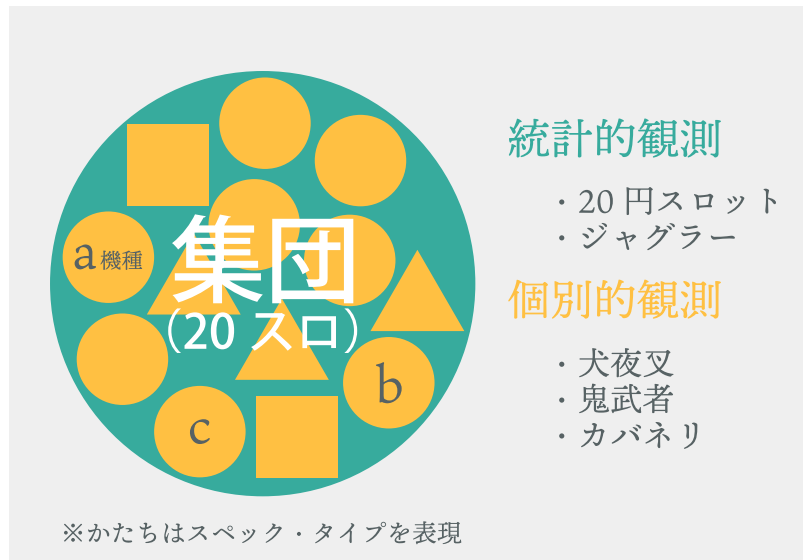 集団
（20 スロ）
a 機種
b
c
統計的観測
・20 円スロット
・ジャグラー
個別的観測
・犬夜叉
・鬼武者
・カバネリ
※かたちはスペック・タイプを表現